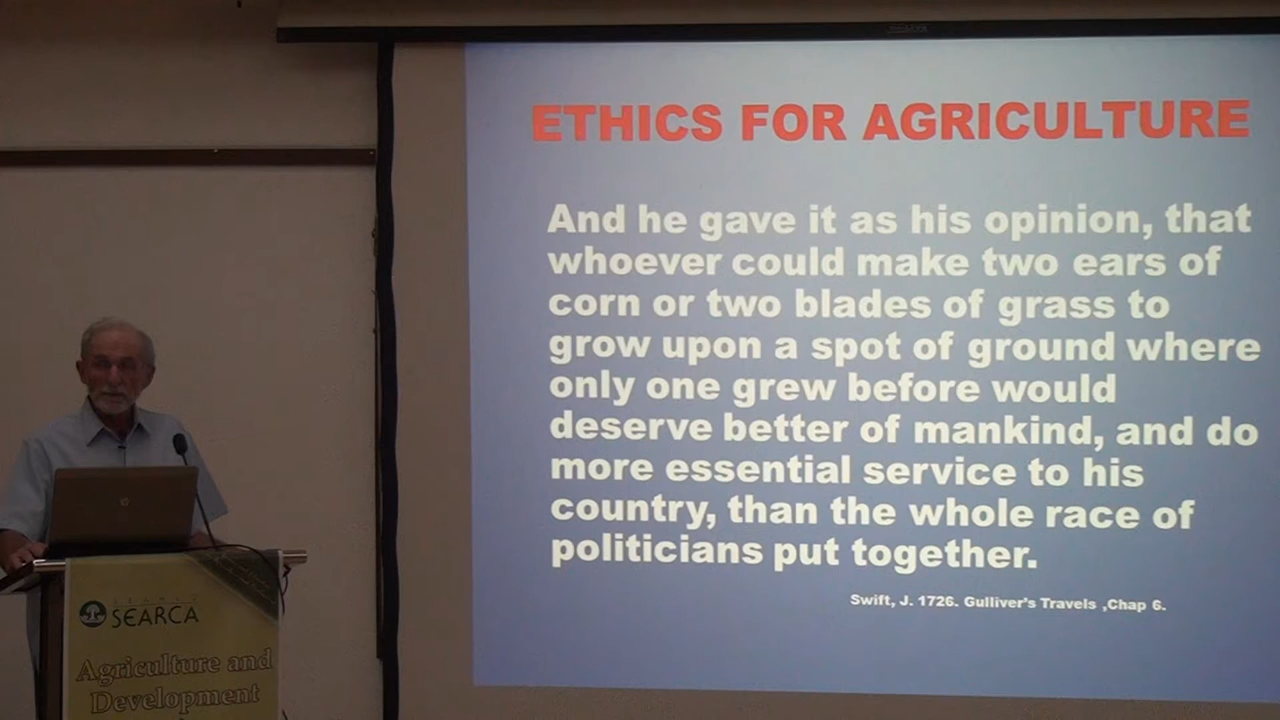 ETHICS FOR AGRICULTURE
And he gave it as his opinion, that
whoever could make two ears of
corn or two blades of grass to
grow upon a spot of ground where
only one grew before would
deserve better of mankind, and do
more essential service to his
country, than the whole race of
politicians put together.
Swift, J. 1726. Gulliver's Travels ,Chap 6.
hp
SEARCA
Agriculture and
Development